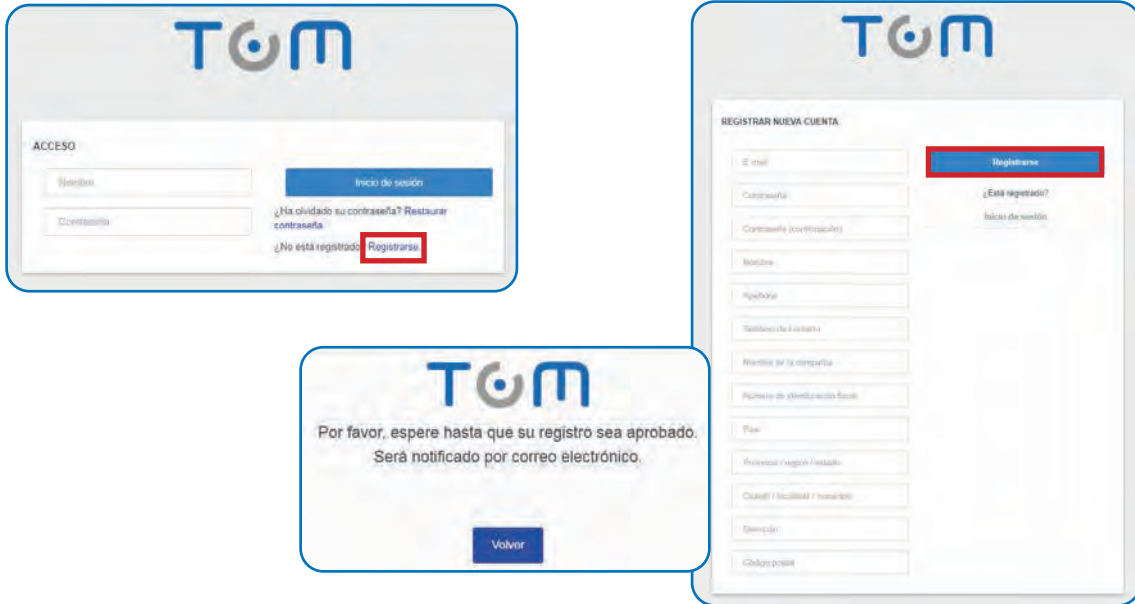 TOM
ACCESO
Nombre
Inicio de sesión
Contraseña
¿Ha olvidado su contraseña? Restaurar
contraseña.
¿No está registrado? Registrarse.
TOM
REGISTRAR NUEVA CUENTA
E-mail
Registrarse
Contraseña
¿Está registrado?
Contraseña (confirmación)
Inicio de sesión
Nombre
Apellidos
Teléfono de contacto
Nombre de la compañía
Número de identificación fiscal
País
Provincia / región / estado
Ciudad / localidad / municipio
Dirección
Código postal
TOM
Por favor, espere hasta que su registro sea aprobado.
Será notificado por correo electrónico.
Volver